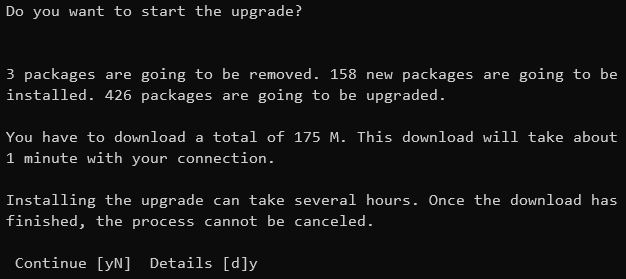 Do you want to start the upgrade?
3 packages are going to be removed. 158 new packages are going to be
installed. 426 packages are going to be upgraded.
You have to download a total of 175 M. This download will take about
1 minute with your connection.
Installing the upgrade can take several hours. Once the download has
finished, the process cannot be canceled.
Continue [yN]  Details [d]y